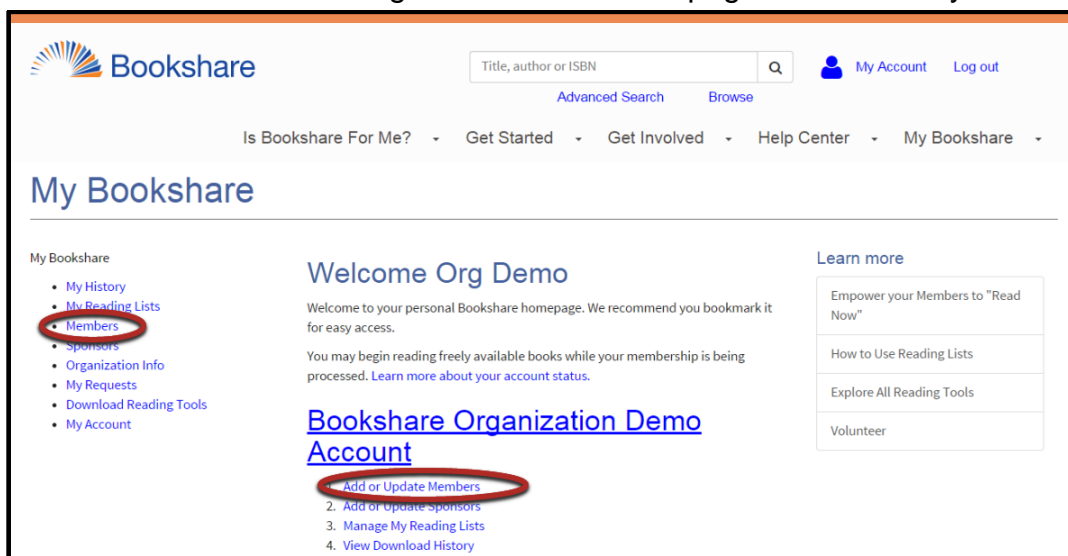 Bookshare
Title, author or ISBN
My Account Log out
Advanced Search Browse
Is Bookshare For Me? Get Started Get Involved Help Center My Bookshare
My Bookshare
My Bookshare
• My History
• My Reading Lists
• Members
• Sponsors
• Organization Info
• My Requests
• Download Reading Tools
• My Account
Welcome Org Demo
Welcome to your personal Bookshare homepage. We recommend you bookmark it
for easy access.
You may begin reading freely available books while your membership is being
processed. Learn more about your account status.
Bookshare Organization Demo
Account
1. Add or Update Members
2. Add or Update Sponsors
3. Manage My Reading Lists
4. View Download History
Learn more
Empower your Members to "Read
Now"
How to Use Reading Lists
Explore All Reading Tools
Volunteer